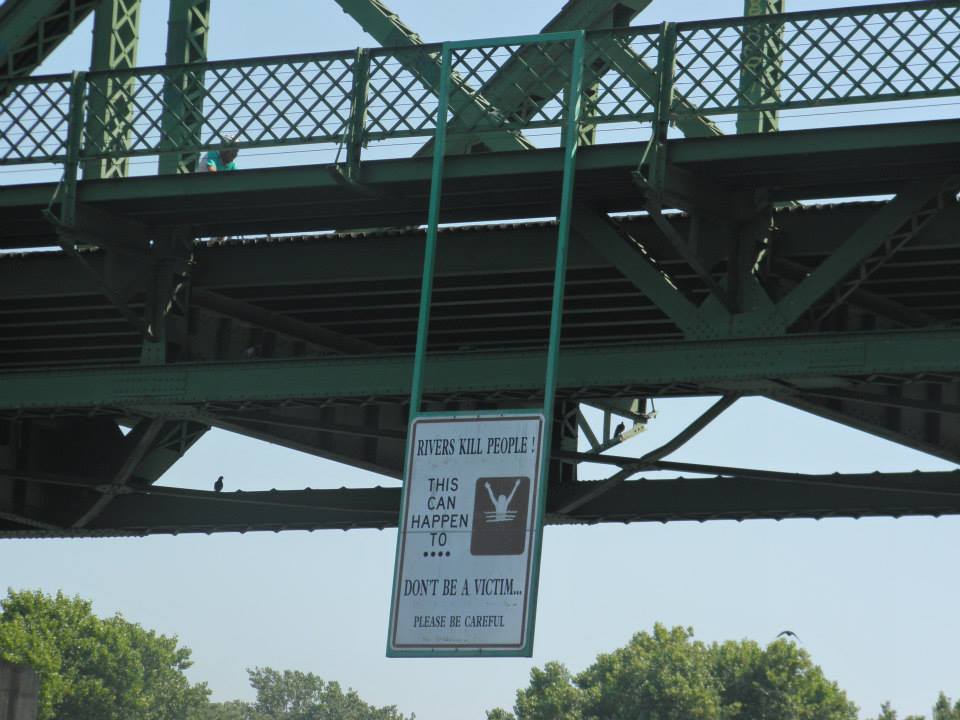 RIVERS KILL PEOPLE !
THIS
CAN
HAPPEN
TO
••••
DON'T BE A VICTIM...
PLEASE BE CAREFUL